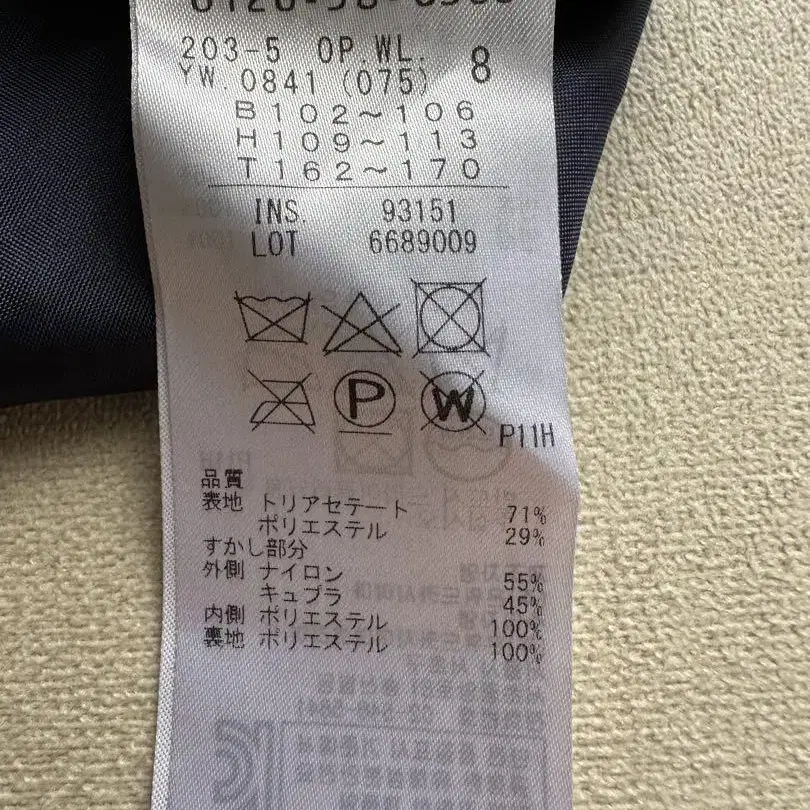 203-5 OP.WL. 8
YW. 0841 (075)
B102~106
H109~113
T162~170
INS. 93151
LOT 6689009
P W
P11H
品質
表地 トリアセテート 71%
ポリエステル 29%
すかし部分
外側 ナイロン 55%
キュプラ 45%
内側 ポリエステル 100%
裏地 ポリエステル 100%